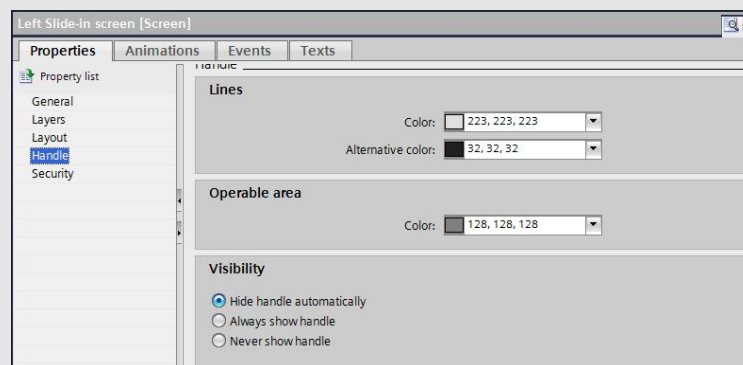 Left Slide-in screen [Screen]
Properties
Animations
Events
Texts
Property list
General
Layers
Layout
Handle
Security
Handle
Lines
Color: 223, 223, 223
Alternative color: 32, 32, 32
Operable area
Color: 128, 128, 128
Visibility
Hide handle automatically
Always show handle
Never show handle